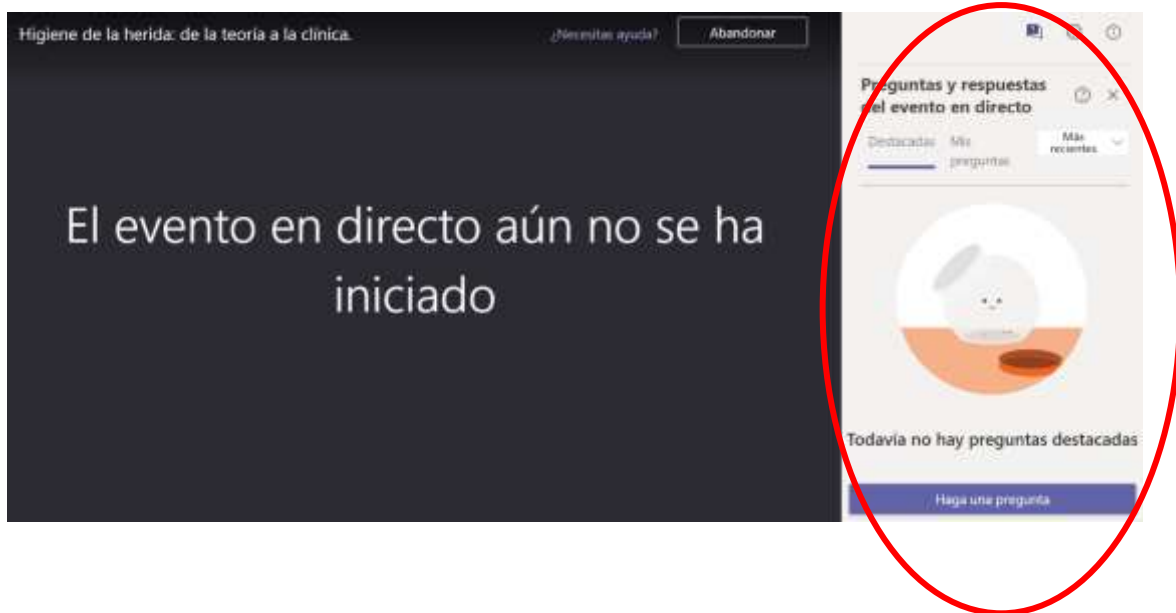 Higiene de la herida: de la teoría a la clínica.
¿Necesitas ayuda?
Abandonar
El evento en directo aún no se ha
iniciado
Preguntas y respuestas
del evento en directo
Destacadas
Mis
preguntas
Más
recientes
Todavía no hay preguntas destacadas
Haga una pregunta